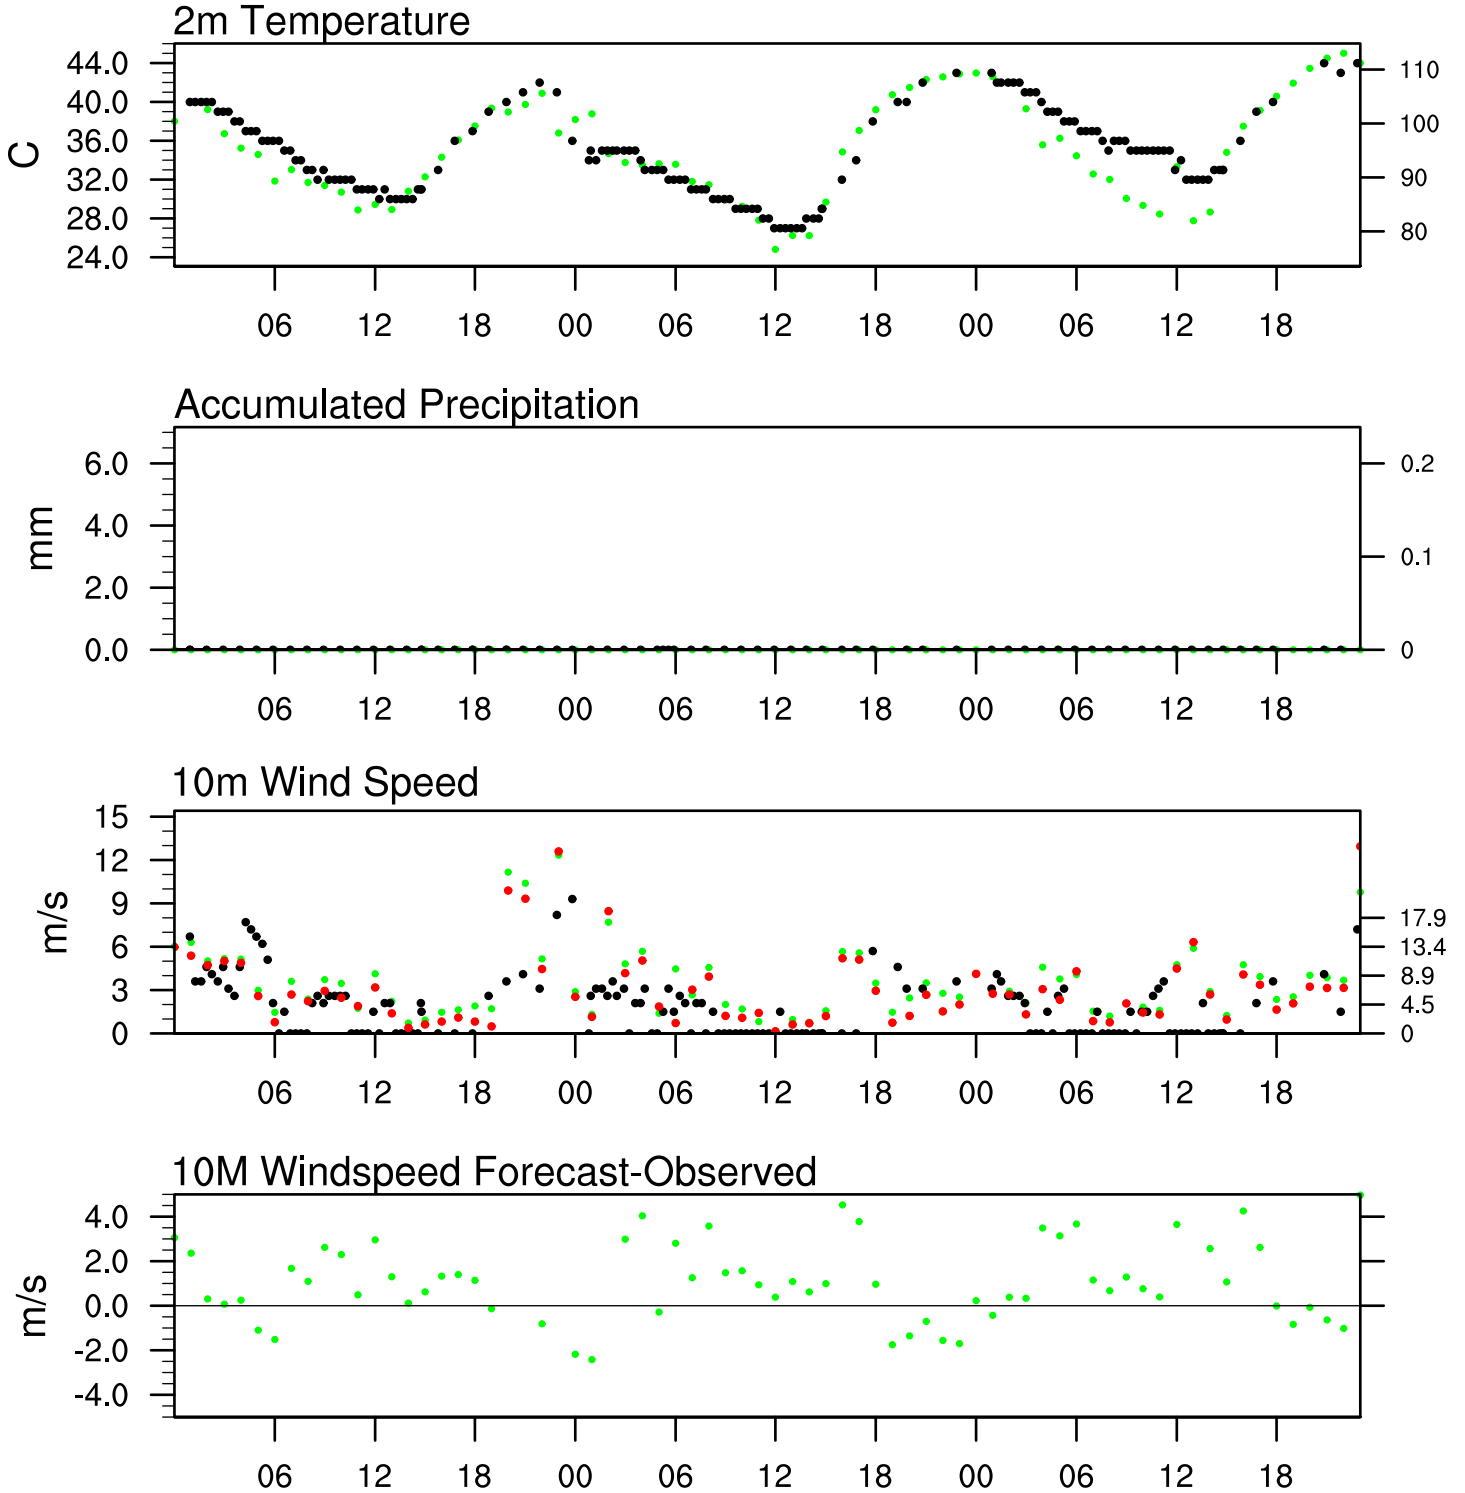 2m Temperature
44.0
40.0
36.0
32.0
28.0
24.0
C
110
100
90
80
06 12 18 00 06 12 18 00 06 12 18
Accumulated Precipitation
6.0
4.0
2.0
0.0
mm
0.2
0.1
0
06 12 18 00 06 12 18 00 06 12 18
10m Wind Speed
15
12
9
6
3
0
m/s
17.9
13.4
8.9
4.5
0
06 12 18 00 06 12 18 00 06 12 18
10M Windspeed Forecast-Observed
4.0
2.0
0.0
-2.0
-4.0
m/s
06 12 18 00 06 12 18 00 06 12 18